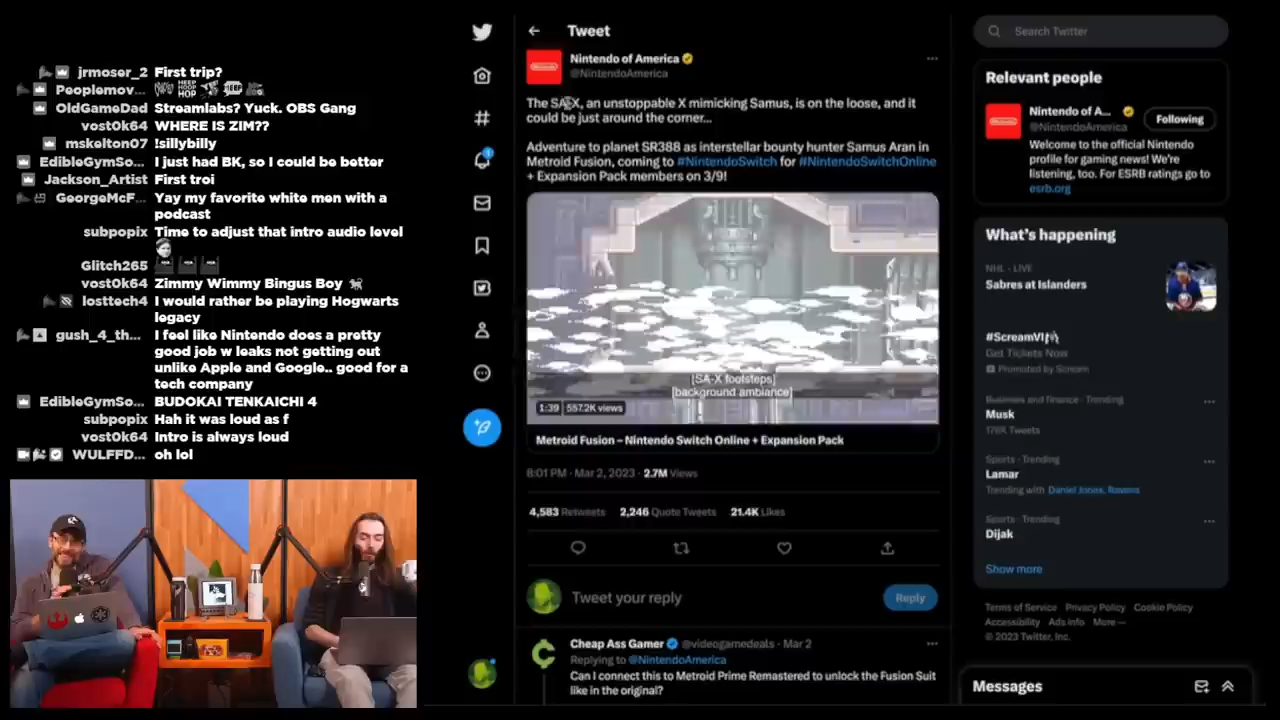 jrmoser_2 First trip?
Peoplemov...
OldGameDad Streamlabs? Yuck. OBS Gang
vost0k64 WHERE IS ZIM??
mskelton07 !sillybilly
EdibleGymSo... I just had BK, so I could be better
Jackson_Artist First troi
GeorgeMcF... Yay my favorite white men with a
podcast
subpopix Time to adjust that intro audio level
Glitch265
vost0k64 Zimmy Wimmy Bingus Boy
losttech4 I would rather be playing Hogwarts
legacy
gush_4_th... I feel like Nintendo does a pretty
good job w leaks not getting out
unlike Apple and Google.. good for a
tech company
EdibleGymSo... BUDOKAI TENKAICHI 4
subpopix Hah it was loud as f
vost0k64 Intro is always loud
WULFFD... oh lol
Tweet
Nintendo of America
@NintendoAmerica
The SA-X, an unstoppable X mimicking Samus, is on the loose, and it
could be just around the corner...
Adventure to planet SR388 as interstellar bounty hunter Samus Aran in
Metroid Fusion, coming to #NintendoSwitch for #NintendoSwitchOnline
+ Expansion Pack members on 3/9!
[SA-X footsteps]
[background ambiance]
1:39 557.2K views
Metroid Fusion – Nintendo Switch Online + Expansion Pack
8:01 PM · Mar 2, 2023 · 2.7M Views
4,583 Retweets 2,246 Quote Tweets 21.4K Likes
Tweet your reply
Reply
Cheap Ass Gamer @videogamedeals · Mar 2
Replying to @NintendoAmerica
Can I connect this to Metroid Prime Remastered to unlock the Fusion Suit
like in the original?
Search Twitter
Relevant people
Nintendo of A...
@NintendoAmerica
Following
Welcome to the official Nintendo
profile for gaming news! We're
listening, too. For ESRB ratings go to
esrb.org
What's happening
NHL · LIVE
Sabres at Islanders
#ScreamVI
Get Tickets Now
Promoted by Scream
Business and finance · Trending
Musk
178K Tweets
Sports · Trending
Lamar
Trending with Daniel Jones, Ravens
Sports · Trending
Dijak
Show more
Terms of Service Privacy Policy Cookie Policy
Accessibility Ads info More ···
© 2023 Twitter, Inc.
Messages